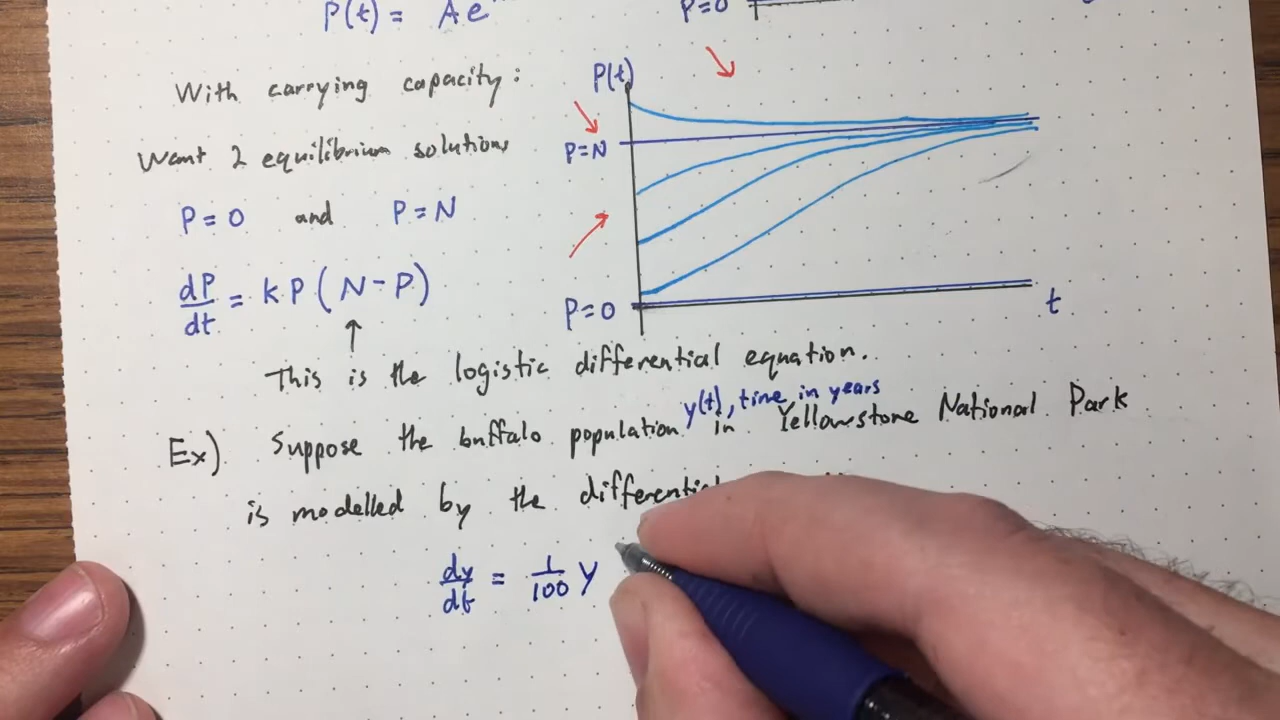 P(t) = Ae
P=0
With carrying capacity:
Want 2 equilibrium solutions
P = 0 and P = N
dP/dt = k P (N - P)
P(t)
P=N
P=0
t
This is the logistic differential equation.
Ex) Suppose the buffalo population y(t), time in years in Yellowstone National Park
is modelled by the differential
dy/dt = 1/100 y